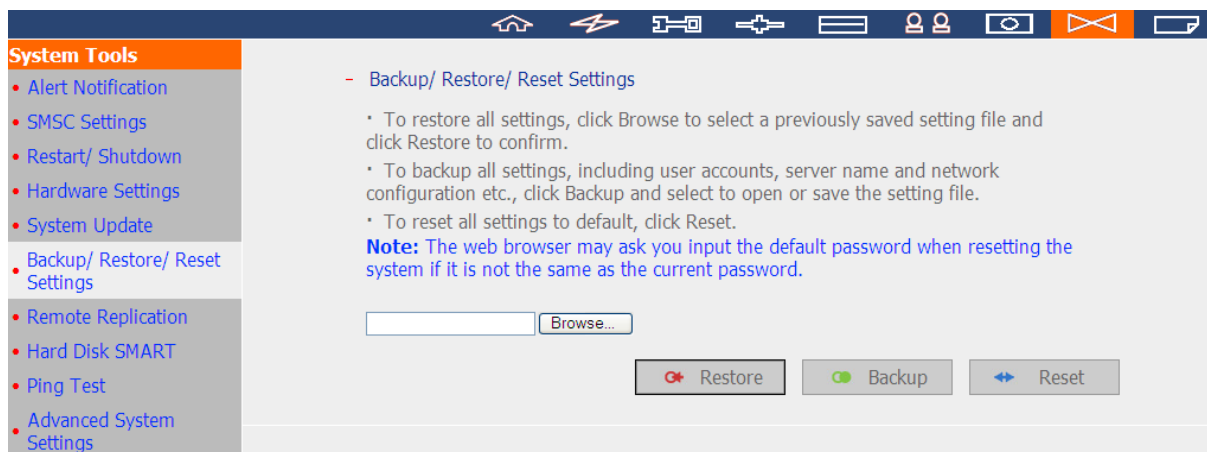 System Tools
• Alert Notification
• SMSC Settings
• Restart/ Shutdown
• Hardware Settings
• System Update
• Backup/ Restore/ Reset
Settings
• Remote Replication
• Hard Disk SMART
• Ping Test
• Advanced System
Settings
- Backup/ Restore/ Reset Settings
· To restore all settings, click Browse to select a previously saved setting file and
click Restore to confirm.
· To backup all settings, including user accounts, server name and network
configuration etc., click Backup and select to open or save the setting file.
· To reset all settings to default, click Reset.
Note: The web browser may ask you input the default password when resetting the
system if it is not the same as the current password.
Browse...
Restore Backup Reset